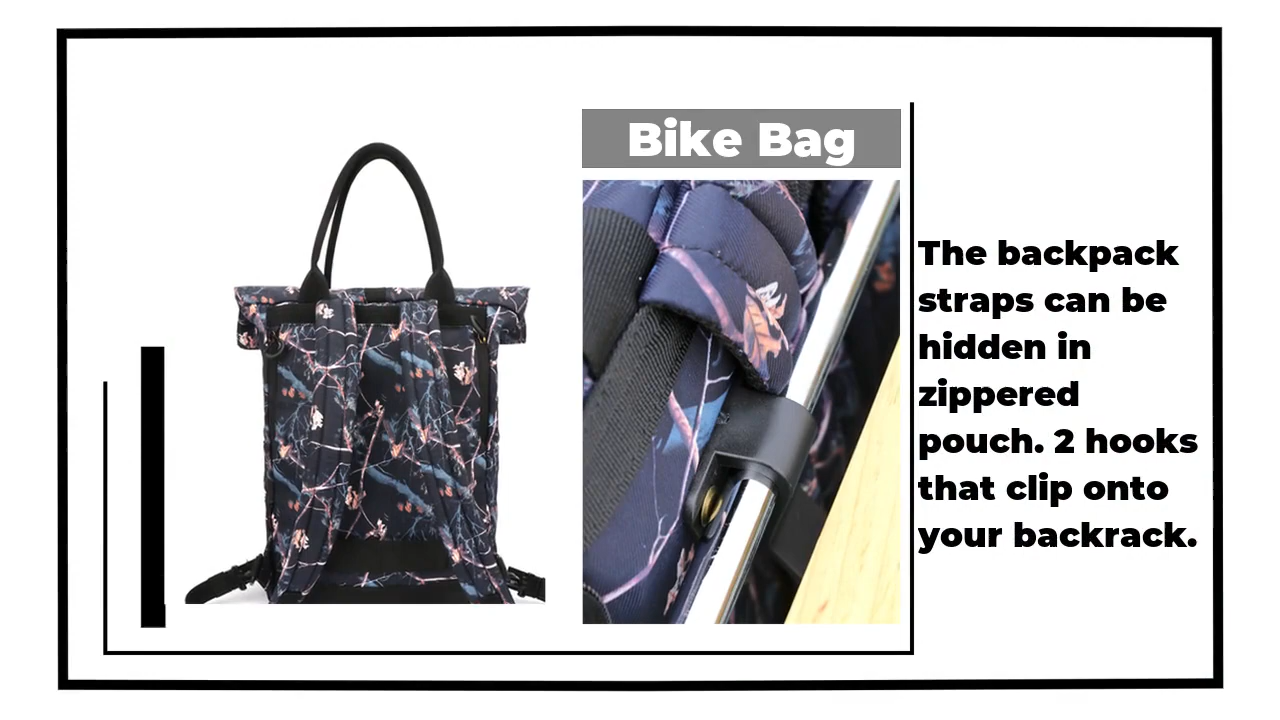 Bike Bag
The backpack
straps can be
hidden in
zippered
pouch. 2 hooks
that clip onto
your backrack.